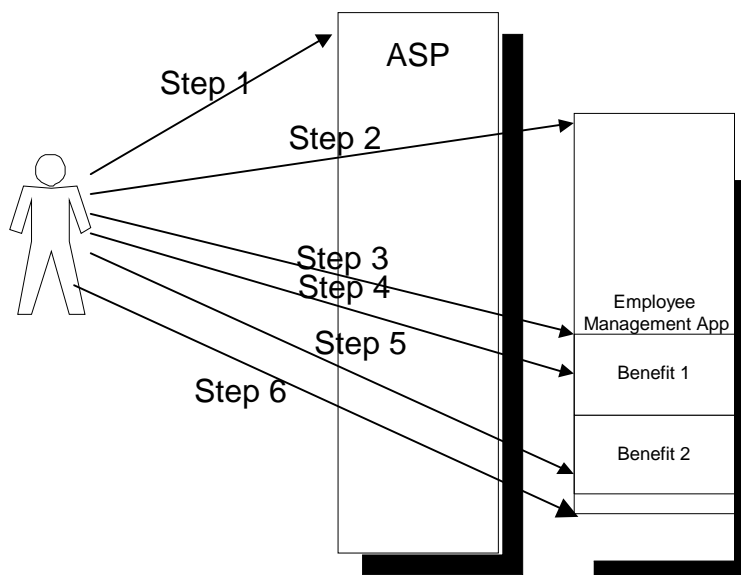 ASP
Step 1
Step 2
Step 3
Step 4
Employee
Management App
Step 5
Benefit 1
Step 6
Benefit 2